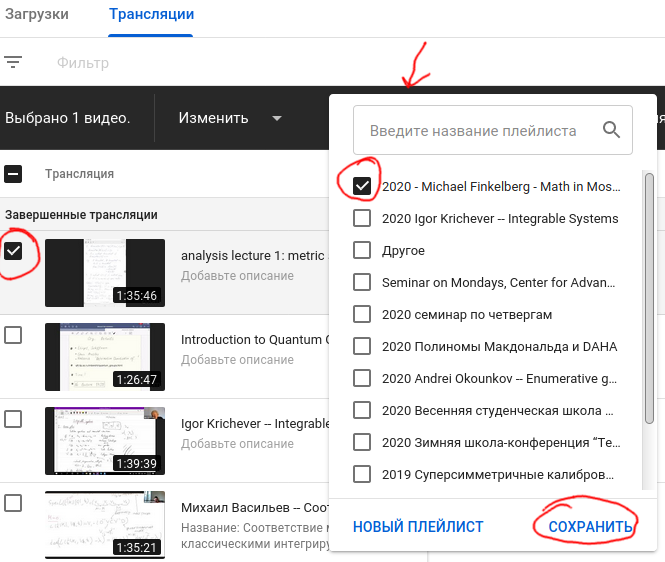 Загрузки
Трансляции
Фильтр
Выбрано 1 видео.
Изменить
Введите название плейлиста
Трансляция
Завершенные трансляции
1:35:46
analysis lecture 1: metric
Добавьте описание
1:26:47
Introduction to Quantum
Добавьте описание
1:39:39
Igor Krichever -- Integrable
Добавьте описание
1:35:21
Михаил Васильев -- Соот
Название: Соответствие
классическими интегриру
2020 - Michael Finkelberg - Math in Mos...
2020 Igor Krichever -- Integrable Systems
Другое
Seminar on Mondays, Center for Advan...
2020 семинар по четвергам
2020 Полиномы Макдональда и DAHA
2020 Andrei Okounkov -- Enumerative g...
2020 Весенняя студенческая школа ...
2020 Зимняя школа-конференция “Те...
2019 Суперсимметричные калибров...
НОВЫЙ ПЛЕЙЛИСТ
СОХРАНИТЬ